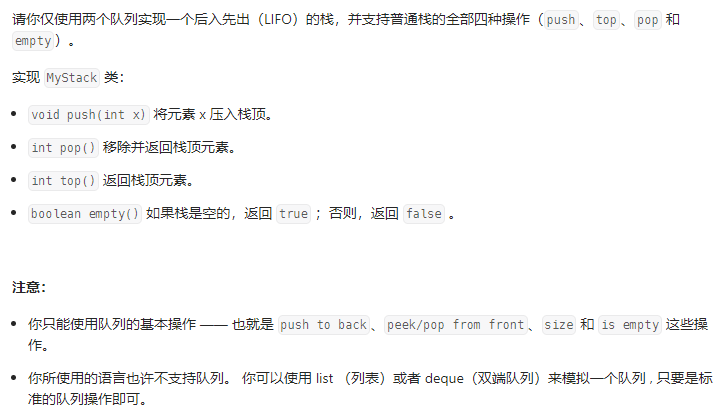 请你仅使用两个队列实现一个后入先出（LIFO）的栈，并支持普通栈的全部四种操作（push、top、pop 和
empty）。
实现 MyStack 类：
• void push(int x) 将元素 x 压入栈顶。
• int pop() 移除并返回栈顶元素。
• int top() 返回栈顶元素。
• boolean empty() 如果栈是空的，返回 true ；否则，返回 false 。
注意：
• 你只能使用队列的基本操作 —— 也就是 push to back、peek/pop from front、size 和 is empty 这些操
作。
• 你所使用的语言也许不支持队列。 你可以使用 list （列表）或者 deque（双端队列）来模拟一个队列 , 只要是标
准的队列操作即可。